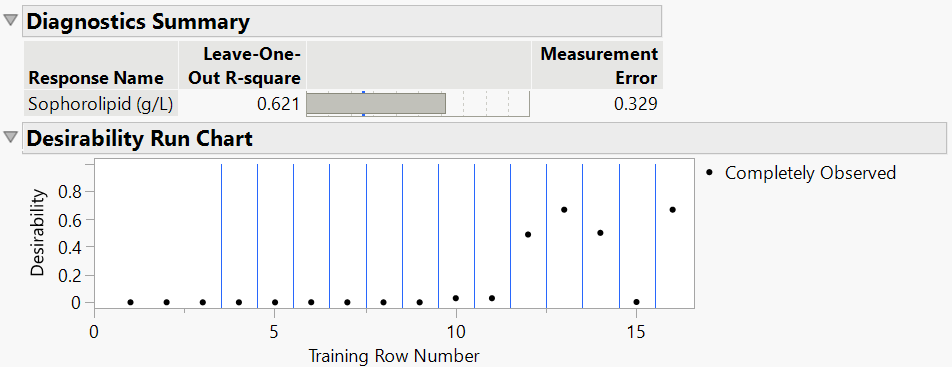 Diagnostics Summary
Leave-One-
Measurement
Response Name
Out R-square
Error
Sophorolipid (g/L)
0.621
0.329
Desirability Run Chart
Completely Observed
Desirability
0.8
0.6
0.4
0.2
0
0
5
10
15
Training Row Number